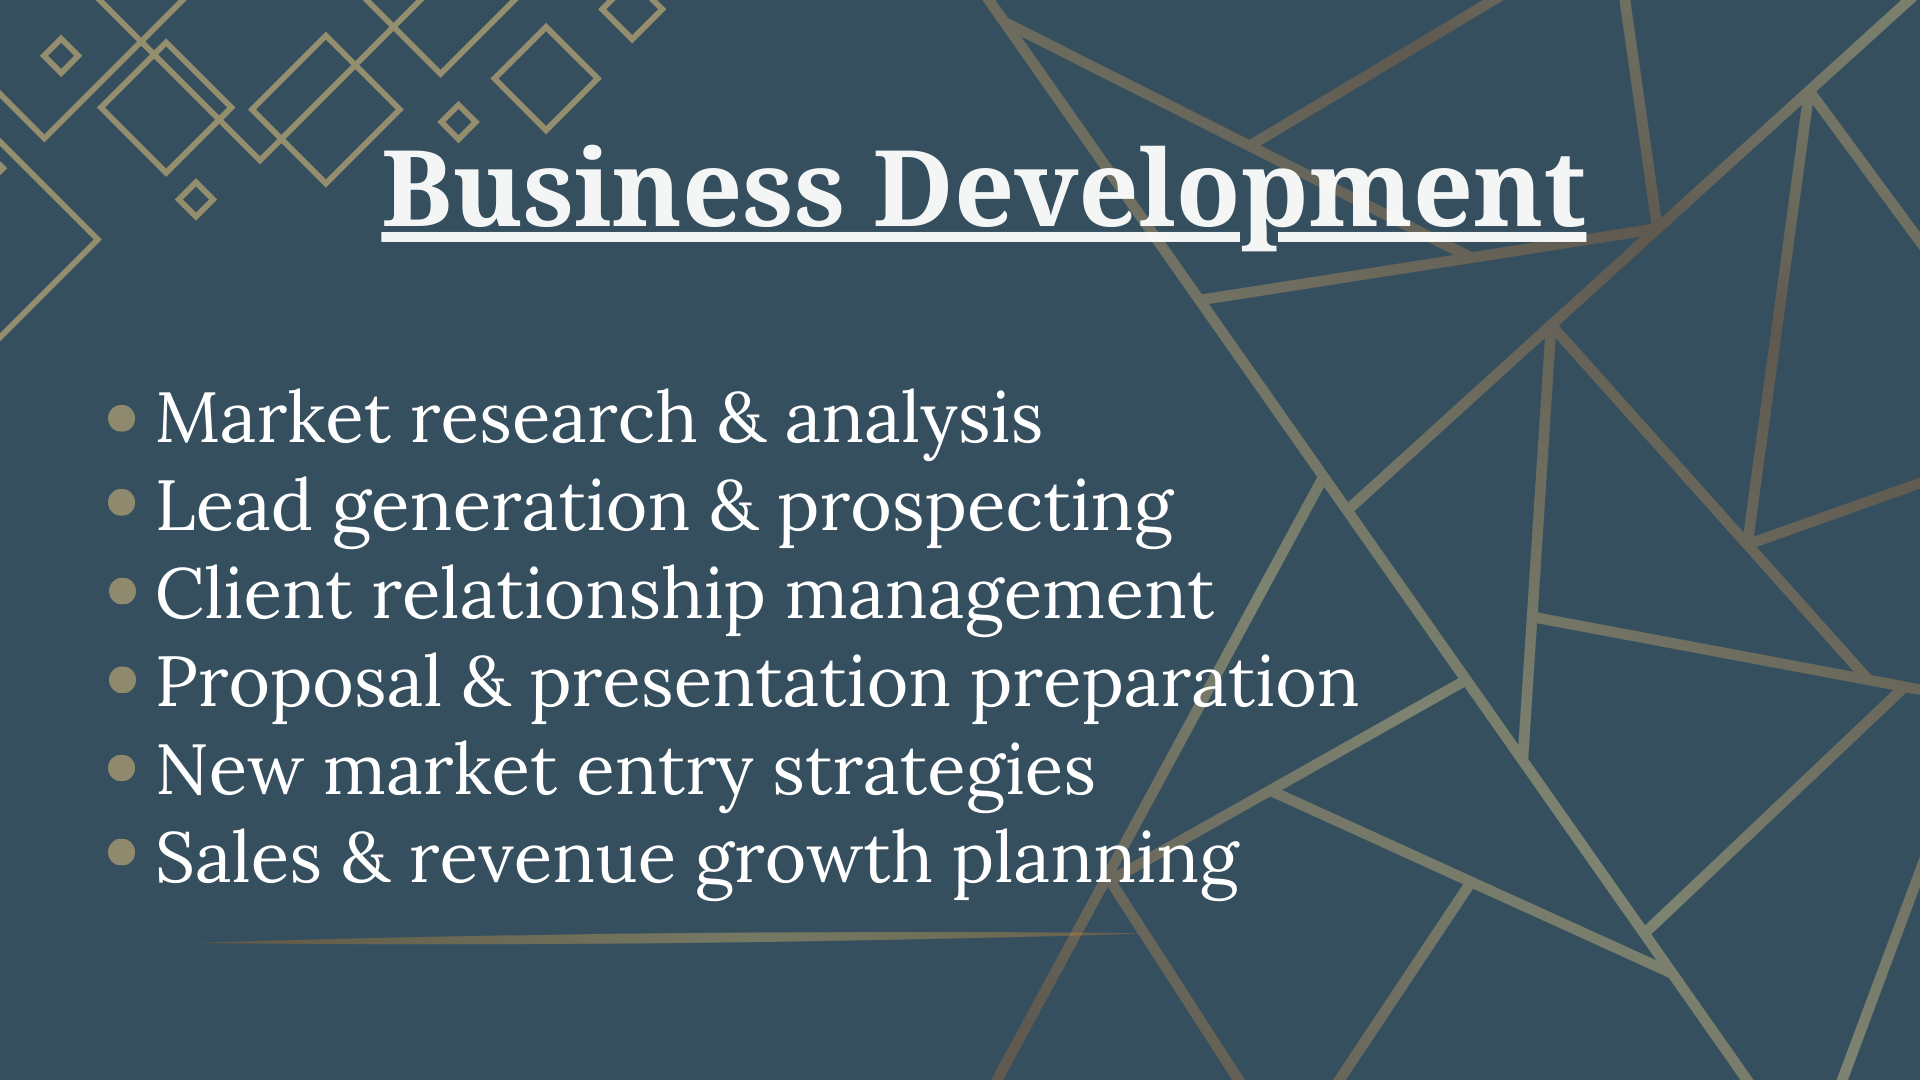 Business Development
Market research & analysis
Lead generation & prospecting
Client relationship management
Proposal & presentation preparation
New market entry strategies
Sales & revenue growth planning